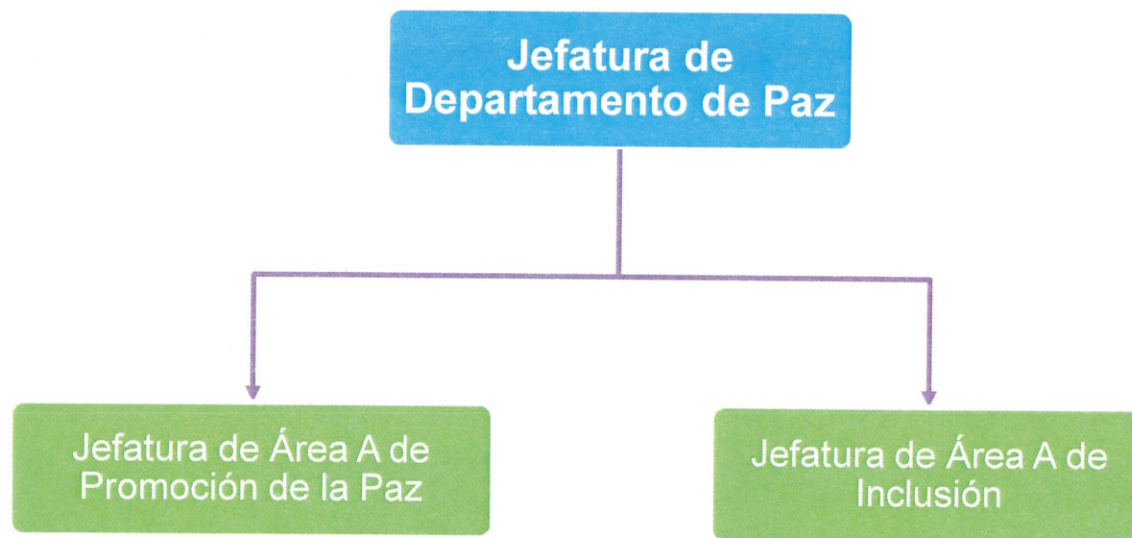 Jefatura de
Departamento de Paz
Jefatura de Área A de
Promoción de la Paz
Jefatura de Área A de
Inclusión